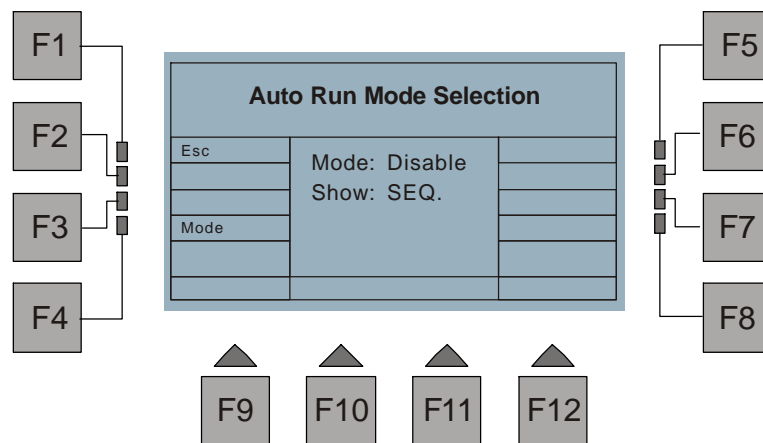 F1
F5
Auto Run Mode Selection
F2
F6
Esc
Mode: Disable
Show: SEQ.
F3
F7
Mode
F4
F8
F9 F10 F11 F12